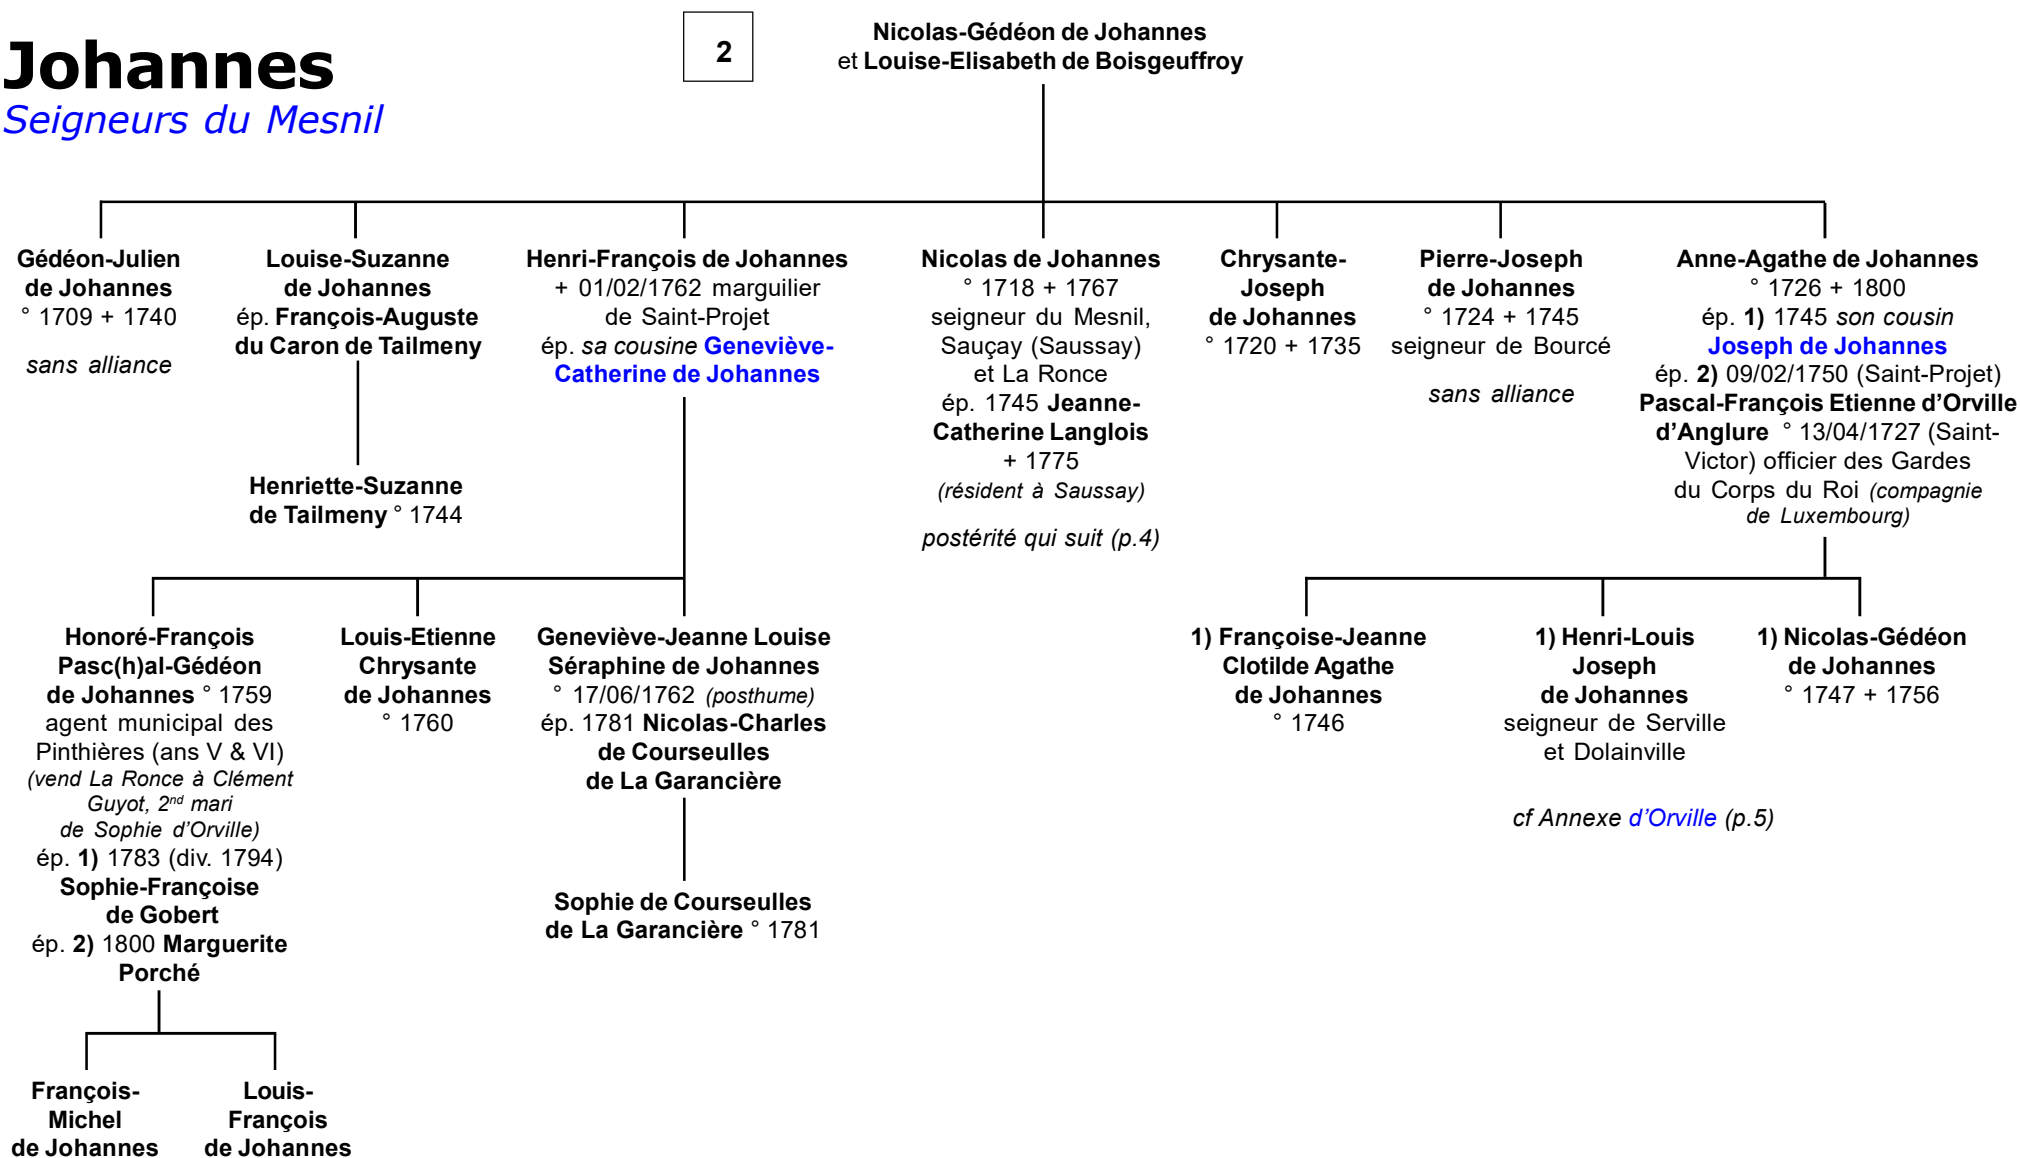 Johannes
Seigneurs du Mesnil
2
Nicolas-Gédéon de Johannes
et Louise-Elisabeth de Boisgeuffroy
Gédéon-Julien
de Johannes
° 1709 + 1740
sans alliance
Louise-Suzanne
de Johannes
ép. François-Auguste
du Caron de Tailmeny
Henriette-Suzanne
de Tailmeny ° 1744
Henri-François de Johannes
+ 01/02/1762 marguilier
de Saint-Projet
ép. sa cousine Geneviève-
Catherine de Johannes
Nicolas de Johannes
° 1718 + 1767
seigneur du Mesnil,
Sauçay (Saussay)
et La Ronce
ép. 1745 Jeanne-
Catherine Langlois
+ 1775
(résident à Saussay)
postérité qui suit (p.4)
Chrysante-
Joseph
de Johannes
° 1720 + 1735
Pierre-Joseph
de Johannes
° 1724 + 1745
seigneur de Bourcé
sans alliance
Anne-Agathe de Johannes
° 1726 + 1800
ép. 1) 1745 son cousin
Joseph de Johannes
ép. 2) 09/02/1750 (Saint-Projet)
Pascal-François Etienne d’Orville
d’Anglure ° 13/04/1727 (Saint-
Victor) officier des Gardes
du Corps du Roi (compagnie
de Luxembourg)
Honoré-François
Pasc(h)al-Gédéon
de Johannes ° 1759
agent municipal des
Pinthières (ans V & VI)
(vend La Ronce à Clément
Guyot, 2nd mari
de Sophie d’Orville)
ép. 1) 1783 (div. 1794)
Sophie-Françoise
de Gobert
ép. 2) 1800 Marguerite
Porché
Louis-Etienne
Chrysante
de Johannes
° 1760
Geneviève-Jeanne Louise
Séraphine de Johannes
° 17/06/1762 (posthume)
ép. 1781 Nicolas-Charles
de Courseulles
de La Garancière
Sophie de Courseulles
de La Garancière ° 1781
1) Françoise-Jeanne
Clotilde Agathe
de Johannes
° 1746
1) Henri-Louis
Joseph
de Johannes
seigneur de Serville
et Dolainville
1) Nicolas-Gédéon
de Johannes
° 1747 + 1756
cf Annexe d’Orville (p.5)
François-
Michel
de Johannes
Louis-
François
de Johannes